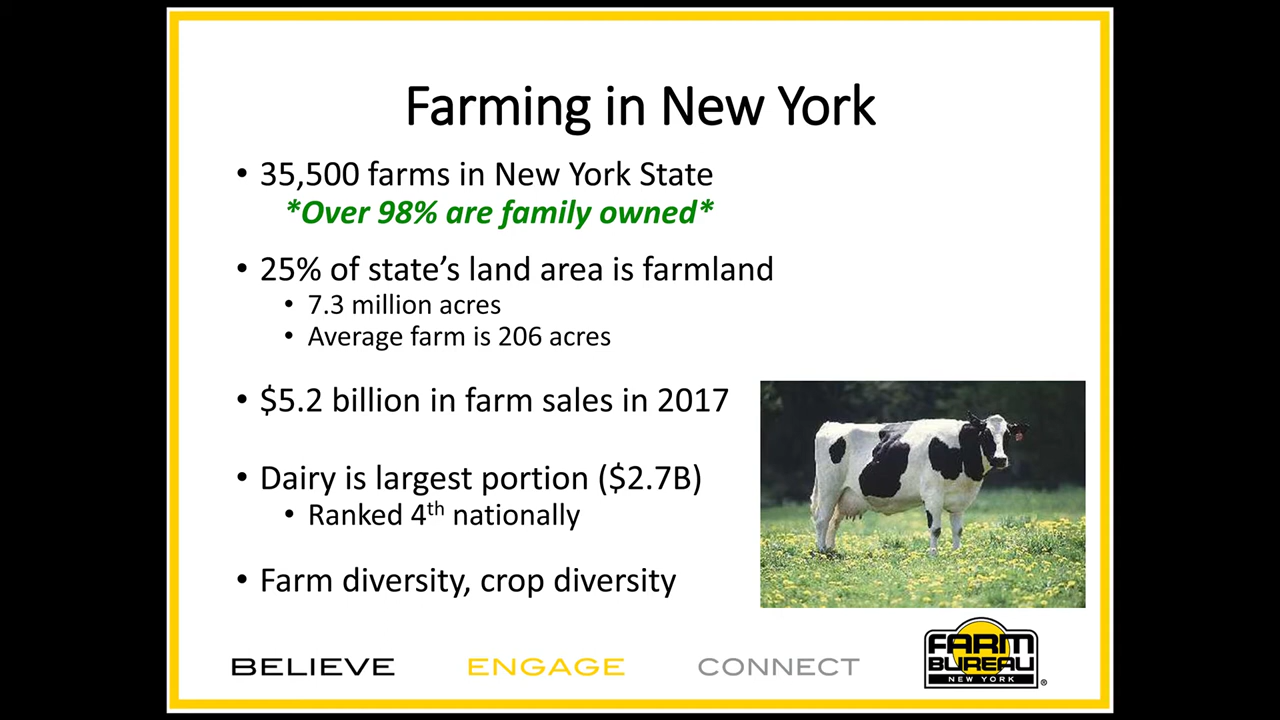 Farming in New York
• 35,500 farms in New York State
*Over 98% are family owned*
• 25% of state’s land area is farmland
• 7.3 million acres
• Average farm is 206 acres
• $5.2 billion in farm sales in 2017
• Dairy is largest portion ($2.7B)
• Ranked 4th nationally
• Farm diversity, crop diversity
BELIEVE ENGAGE CONNECT
FARM
BUREAU
NEW YORK ®